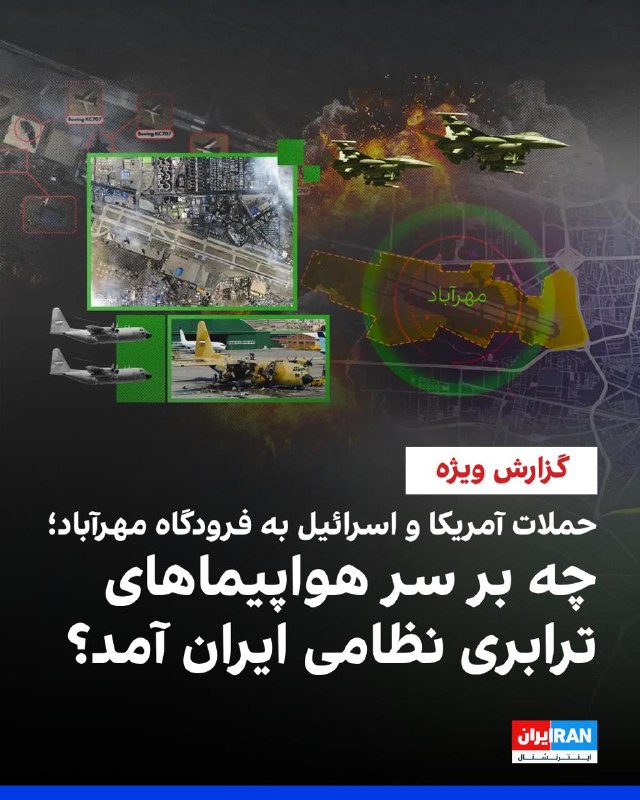 Boeing KC707
Boeing KC707
مهرآباد
گزارش ویژه
حملات آمریکا و اسرائیل به فرودگاه مهرآباد؛
چه بر سر هواپیماهای
ترابری نظامی ایران آمد؟
ایران IRAN
اینترنشنال